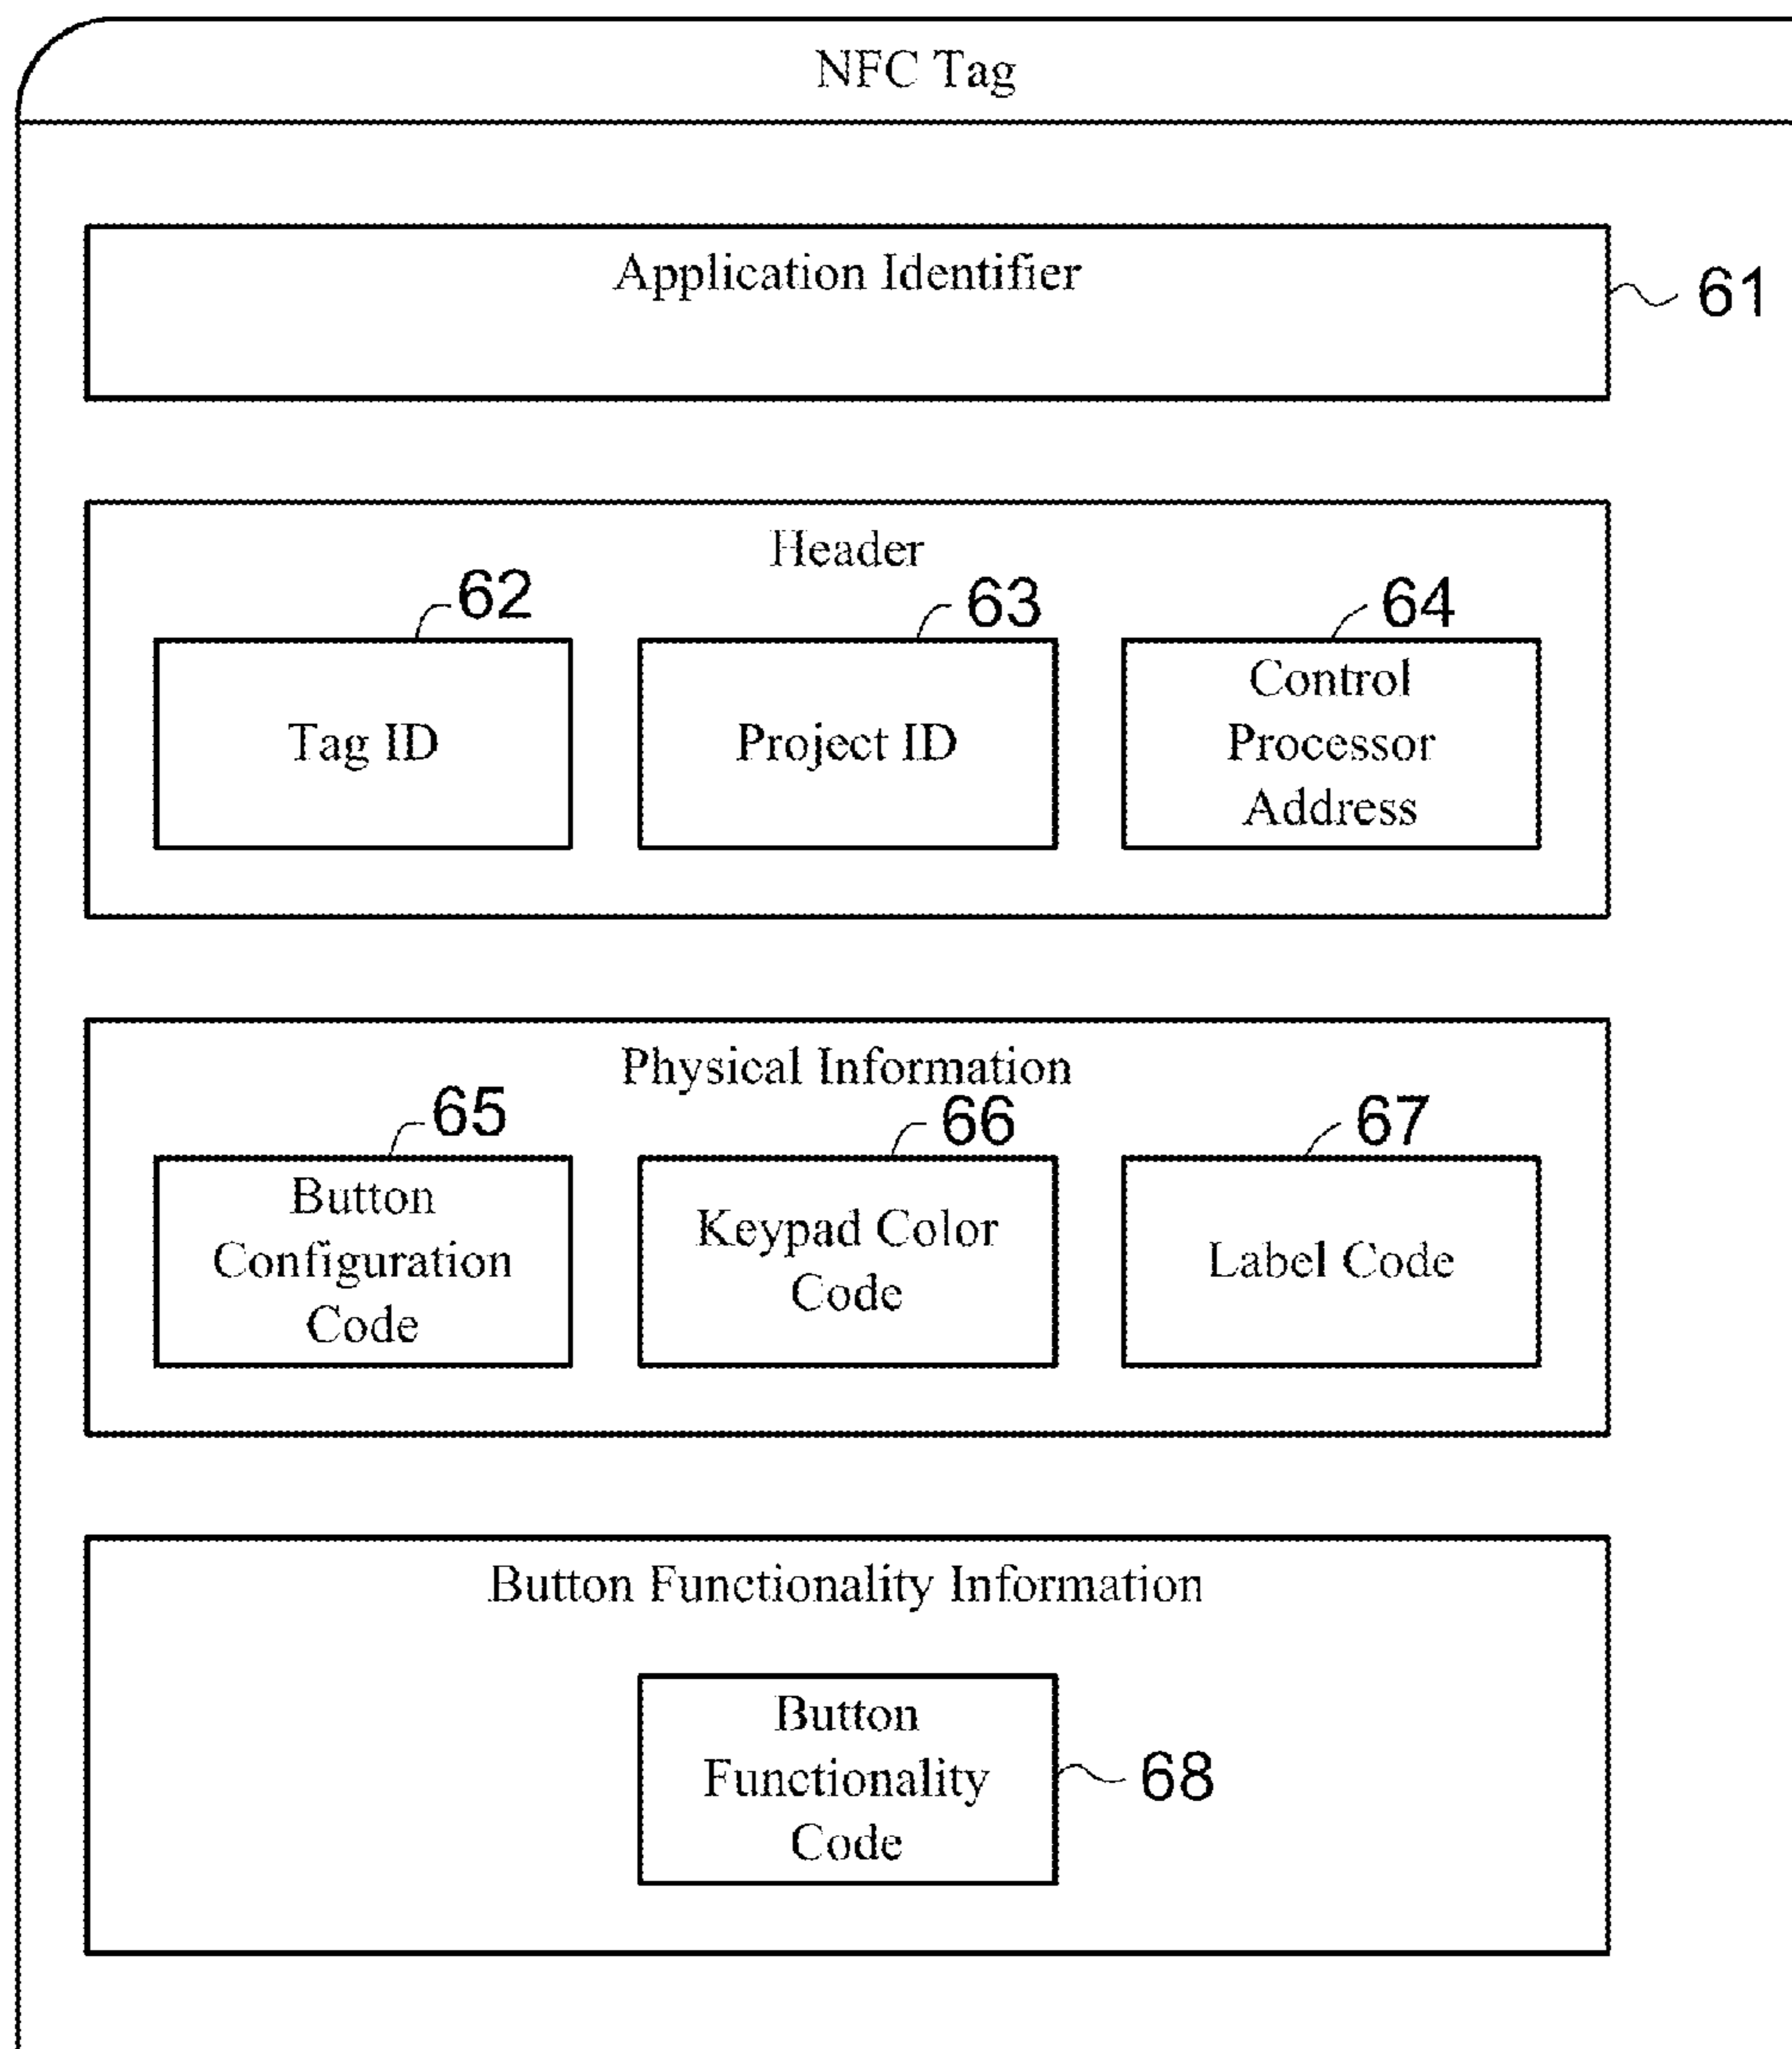 NFC Tag
Application Identifier
61
Header
62
63
64
Tag ID
Project ID
Control
Processor
Address
Physical Information
65
66
67
Button
Configuration
Code
Keypad Color
Code
Label Code
Button Functionality Information
Button
Functionality
Code
68